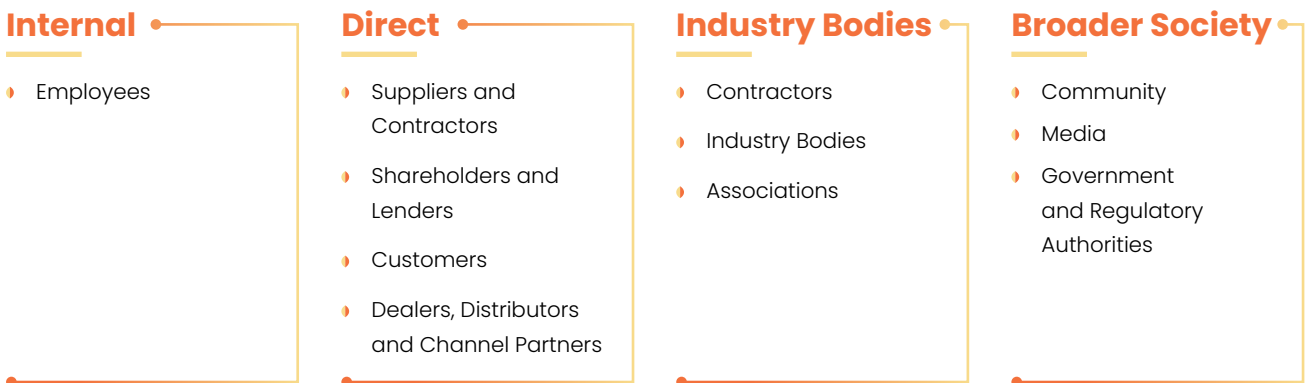 Internal
Employees
Direct
Suppliers and
Contractors
Shareholders and
Lenders
Customers
Dealers, Distributors
and Channel Partners
Industry Bodies
Contractors
Industry Bodies
Associations
Broader Society
Community
Media
Government
and Regulatory
Authorities